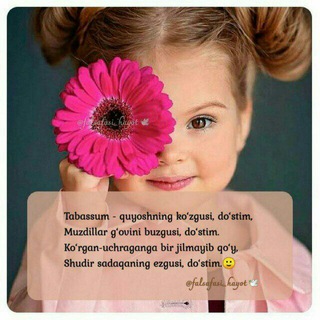 @falsafasi_hayot 🕊
Tabassum - quyoshning ko'zgusi, do'stim,
Muzdillar g'ovini buzgusi, do'stim.
Ko'rgan-uchraganga bir jilmayib qo'y,
Shudir sadaqaning ezgusi, do'stim.🙂
@falsafasi_hayot 🕊